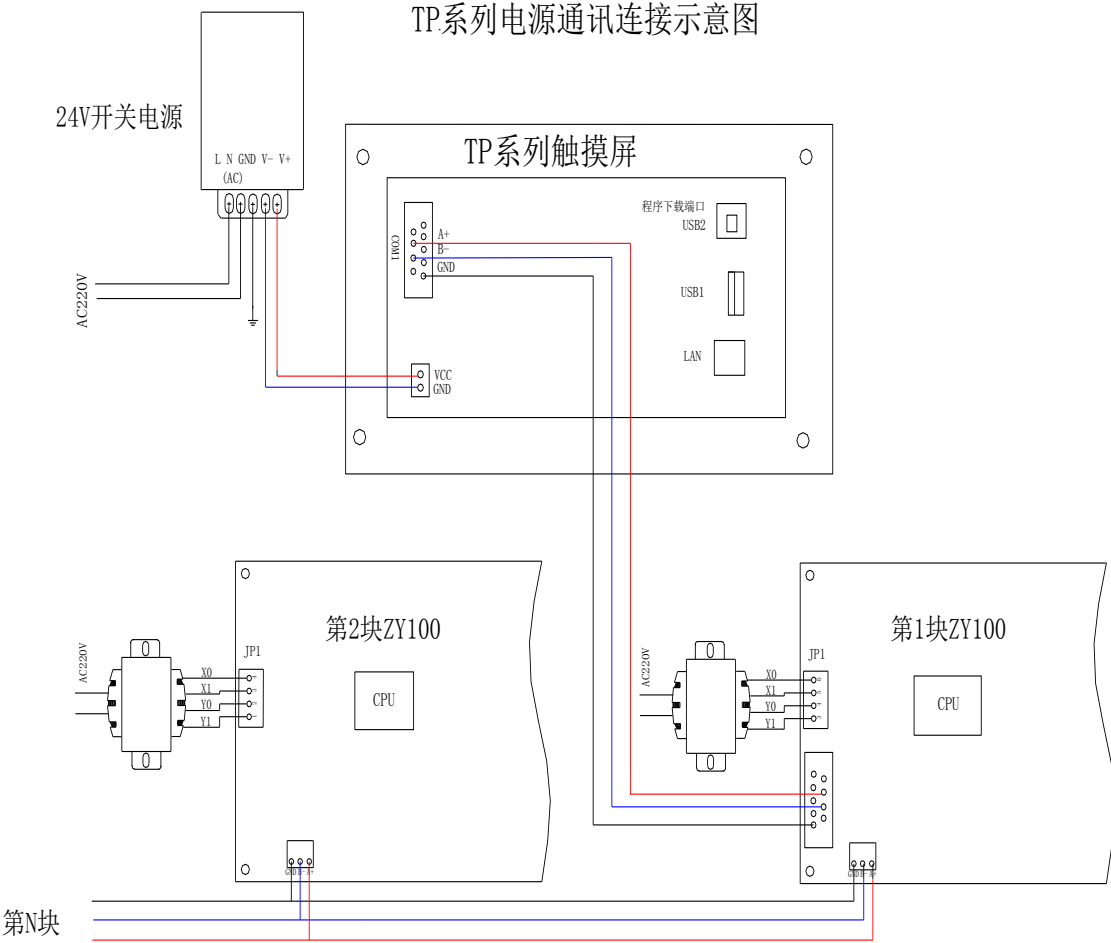 TP.系列电源通讯连接示意图
24V开关电源
L N GND V- V+
(AC)
AC220V
TP系列触摸屏
COM1
A+
B-
GND
程序下载端口
USB2
USB1
LAN
VCC
GND
第2块ZY100
AC220V
JP1
X0
X1
Y0
Y1
CPU
GND B- A+
第1块ZY100
AC220V
JP1
X0
X1
Y0
Y1
CPU
GND B- A+
第N块